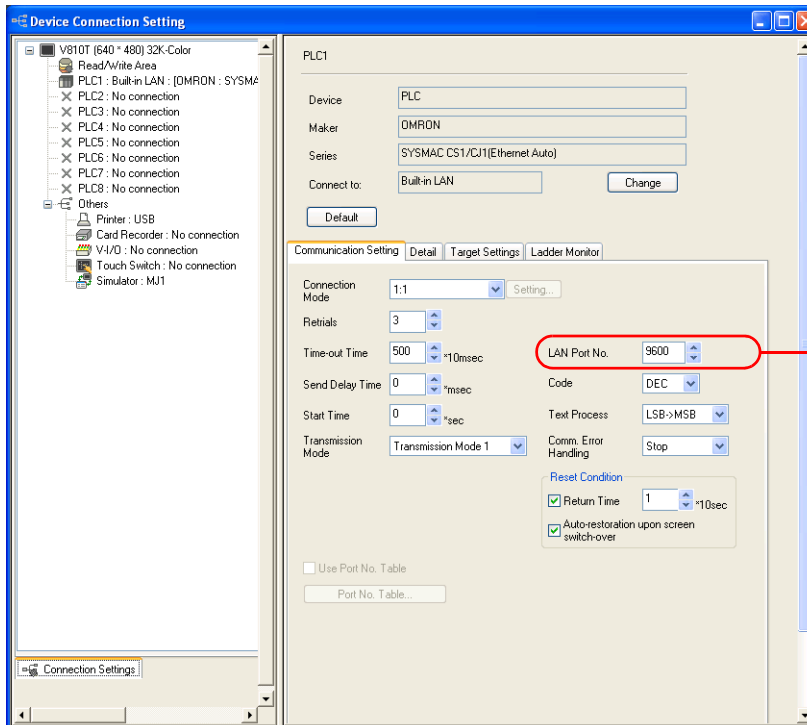 Device Connection Setting
V810T (640 * 480) 32K-Color
Read/Write Area
PLC1 : Built-in LAN : [OMRON : SYSMA
PLC2 : No connection
PLC3 : No connection
PLC4 : No connection
PLC5 : No connection
PLC6 : No connection
PLC7 : No connection
PLC8 : No connection
Others
Printer : USB
Card Recorder : No connection
V-I/O : No connection
Touch Switch : No connection
Simulator : MJ1
Connection Settings
PLC1
Device PLC
Maker OMRON
Series SYSMAC CS1/CJ1(Ethernet Auto)
Connect to: Built-in LAN Change
Default
Communication Setting Detail Target Settings Ladder Monitor
Connection Mode 1:1 Setting...
Retrials 3
Time-out Time 500 *10msec LAN Port No. 9600
Send Delay Time 0 *msec Code DEC
Start Time 0 *sec Text Process LSB->MSB
Transmission Mode Transmission Mode 1 Comm. Error Handling Stop
Reset Condition
Return Time 1 *10sec
Auto-restoration upon screen
switch-over
Use Port No. Table
Port No. Table...